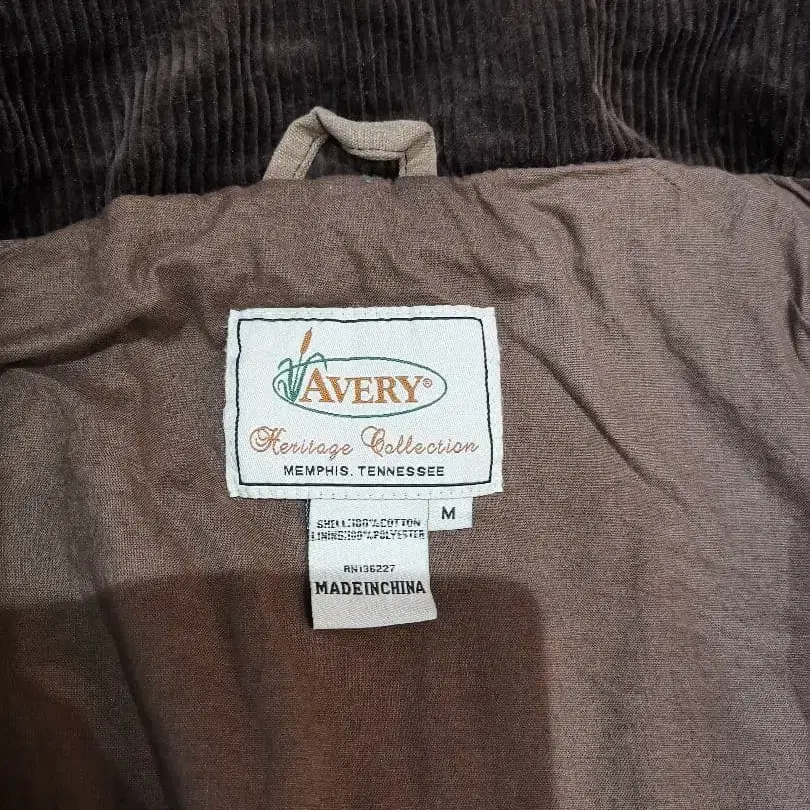 AVERY®
Heritage Collection
MEMPHIS, TENNESSEE
M
SHELL:100%COTTON
LINING:100%POLYESTER
RN136227
MADEINCHINA